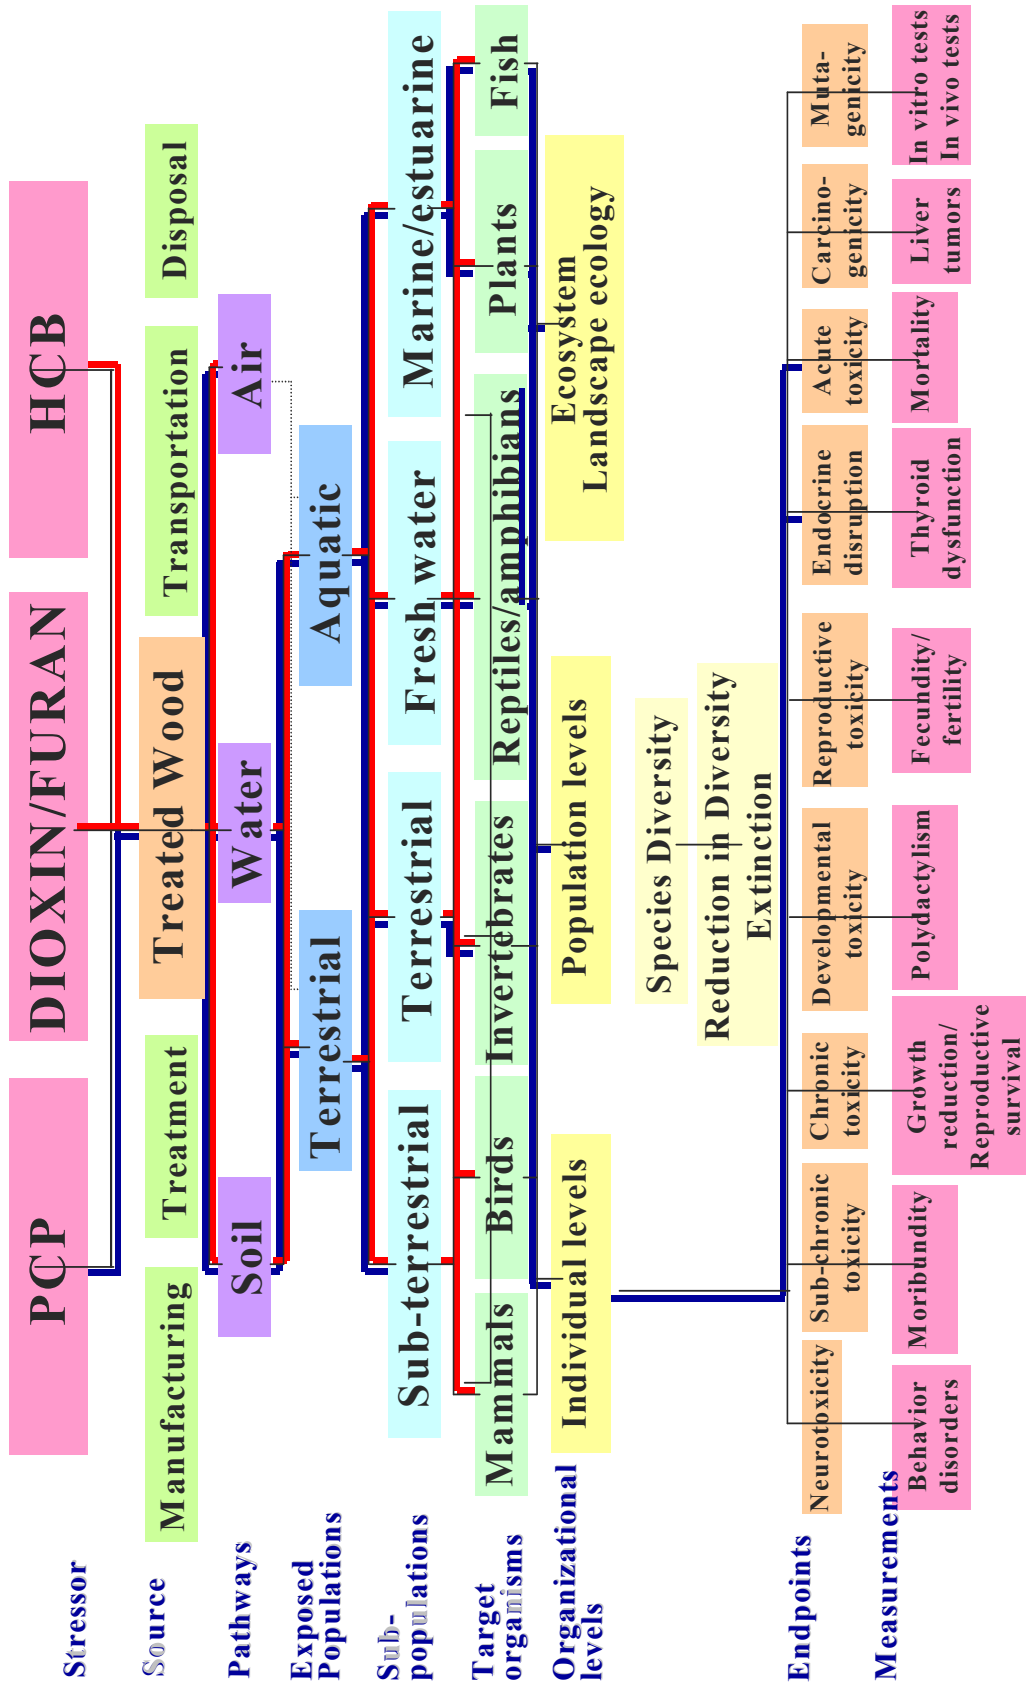 Stressor
PCP
DIOXIN/FURAN
HCB
Source
Manufacturing
Treatment
Treated Wood
Transportation
Disposal
Pathways
Soil
Water
Air
Exposed
Populations
Terrestrial
Aquatic
Sub-
populations
Sub-terrestrial
Terrestrial
Fresh water
Marine/estuarine
Target
organisms
Mammals
Birds
Invertebrates
Reptiles/amphibians
Plants
Fish
Organizational
levels
Individual levels
Population levels
Ecosystem
Landscape ecology
Species Diversity
Reduction in Diversity
Extinction
Endpoints
Neurotoxicity
Sub-chronic
toxicity
Chronic
toxicity
Developmental
toxicity
Reproductive
toxicity
Endocrine
disruption
Acute
toxicity
Carcino-
genicity
Muta-
genicity
Measurements
Behavior
disorders
Moribundity
Growth
reduction/
Reproductive
survival
Polydactylism
Fecundity/
fertility
Thyroid
dysfunction
Mortality
Liver
tumors
In vitro tests
In vivo tests